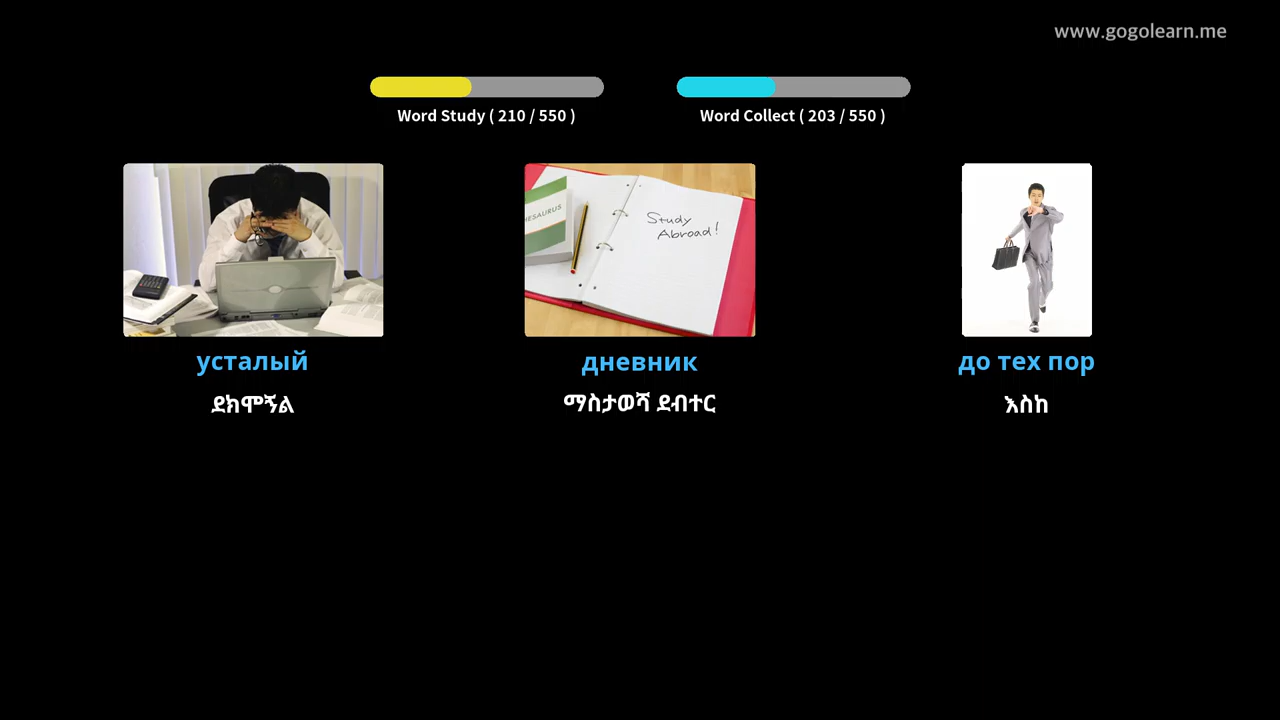 www.gogolearn.me
Word Study ( 210 / 550 )
Word Collect ( 203 / 550 )
THESAURUS
Study
Abroad!
усталый
дневник
до тех пор
ደክሞኝል
ማስታወሻ ደብተር
እስከ